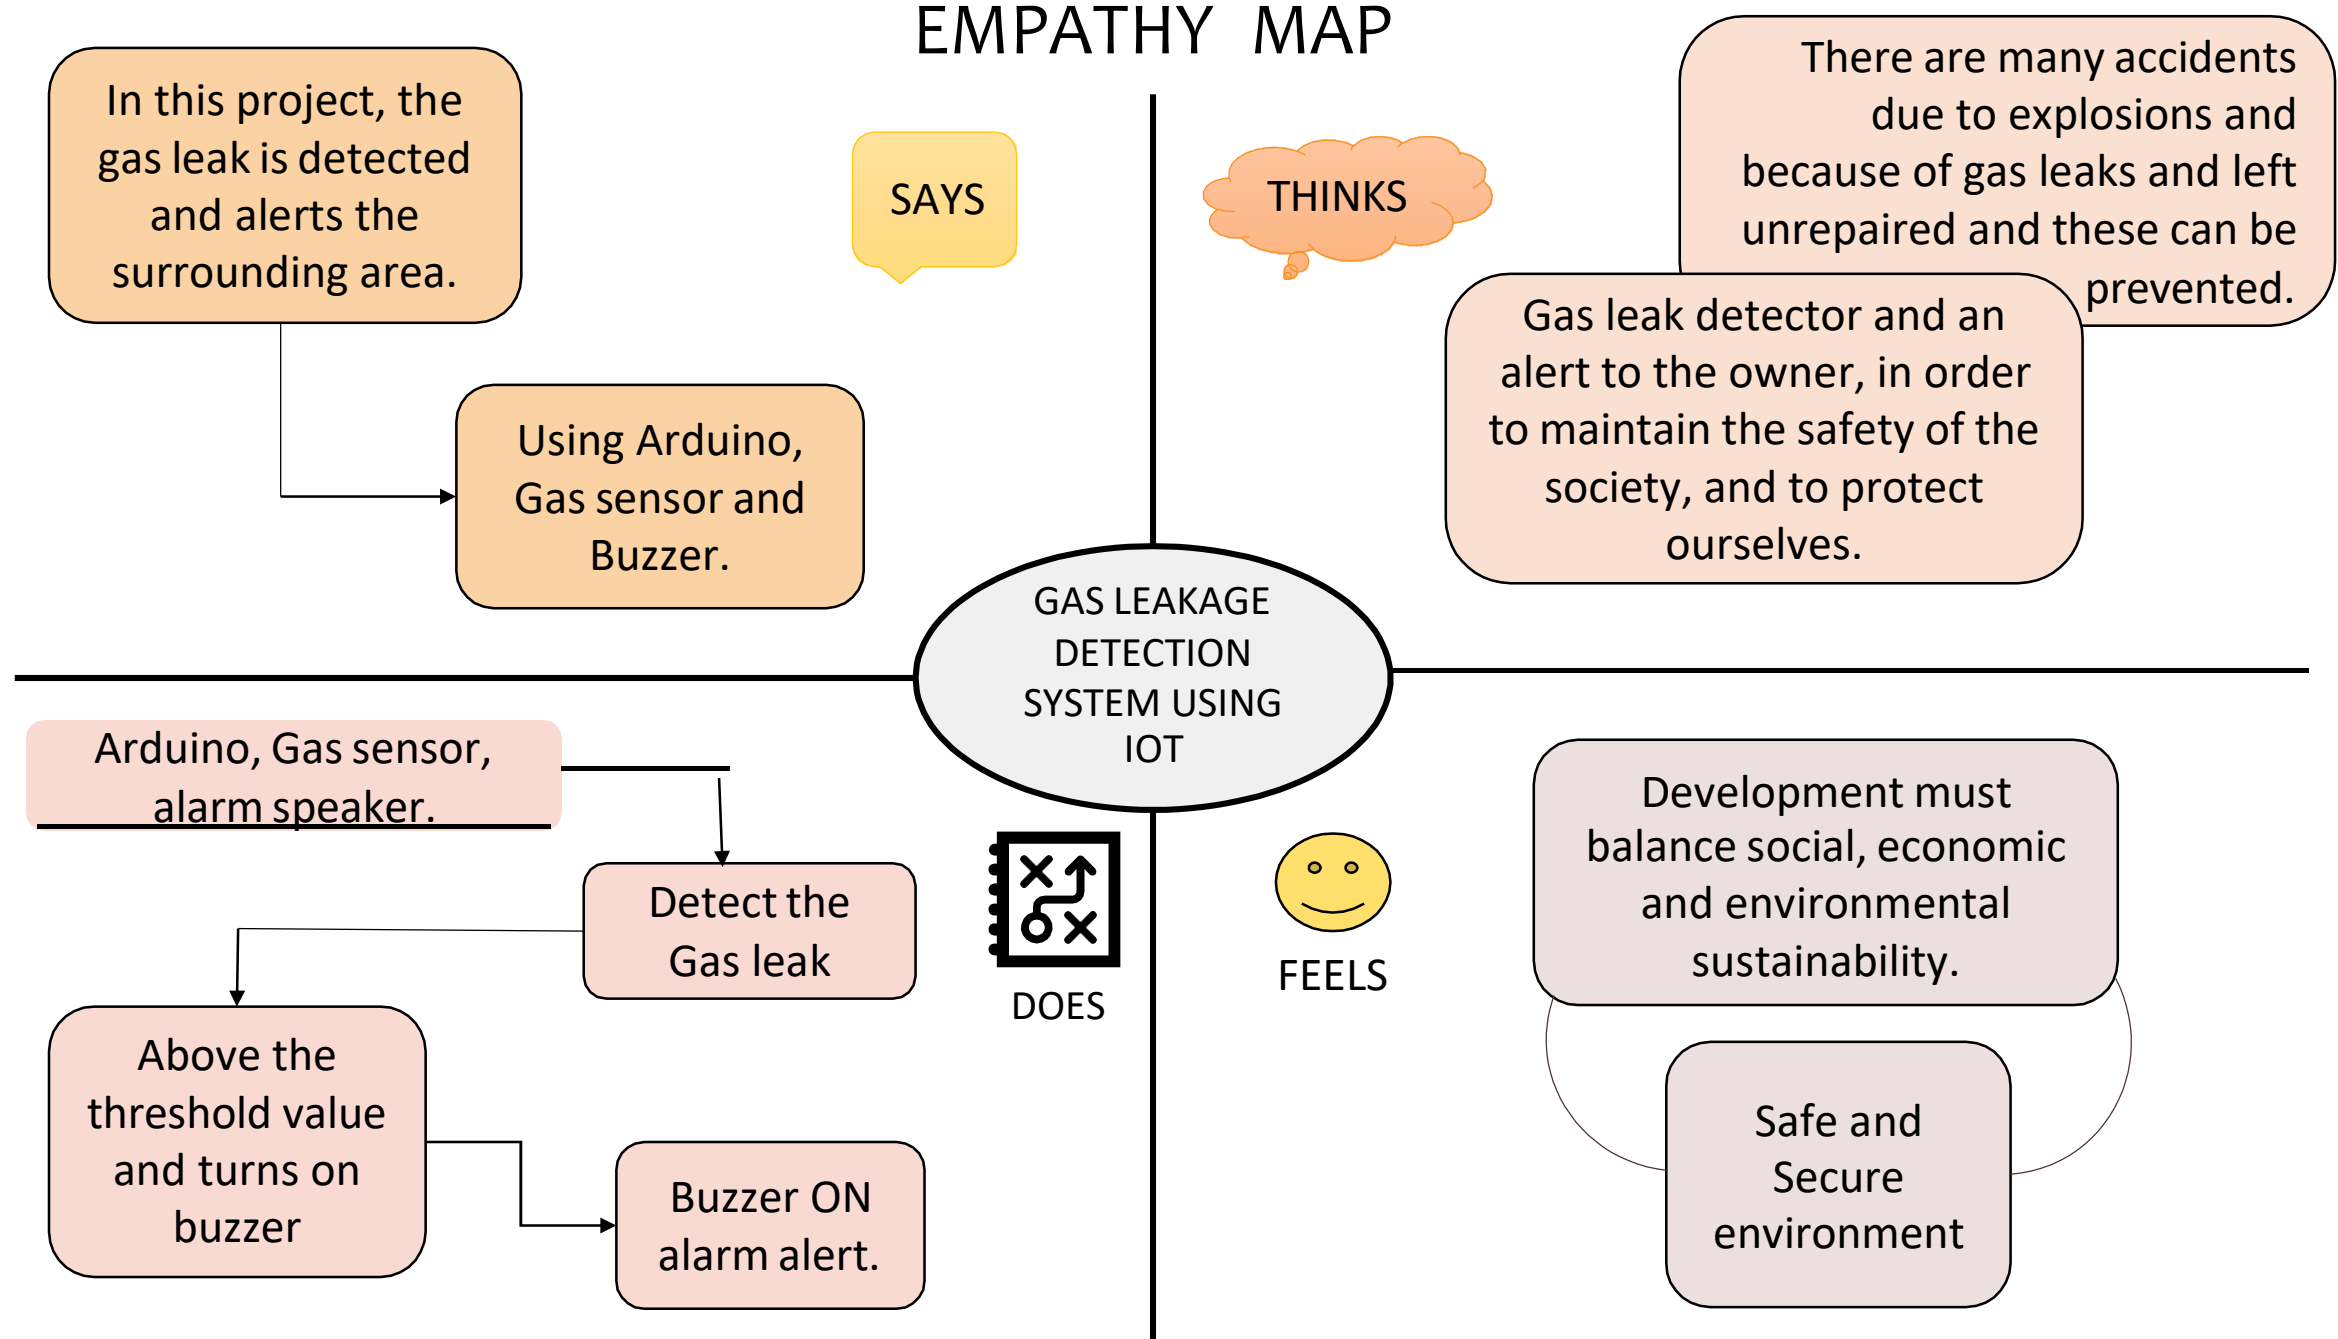 EMPATHY MAP
In this project, the
gas leak is detected
and alerts the
surrounding area.
SAYS
Using Arduino,
Gas sensor and
Buzzer.
THINKS
There are many accidents
due to explosions and
because of gas leaks and left
unrepaired and these can be
prevented.
Gas leak detector and an
alert to the owner, in order
to maintain the safety of the
society, and to protect
ourselves.
GAS LEAKAGE
DETECTION
SYSTEM USING
IOT
Arduino, Gas sensor,
alarm speaker.
Detect the
Gas leak
Above the
threshold value
and turns on
buzzer
Buzzer ON
alarm alert.
DOES
FEELS
Development must
balance social, economic
and environmental
sustainability.
Safe and
Secure
environment